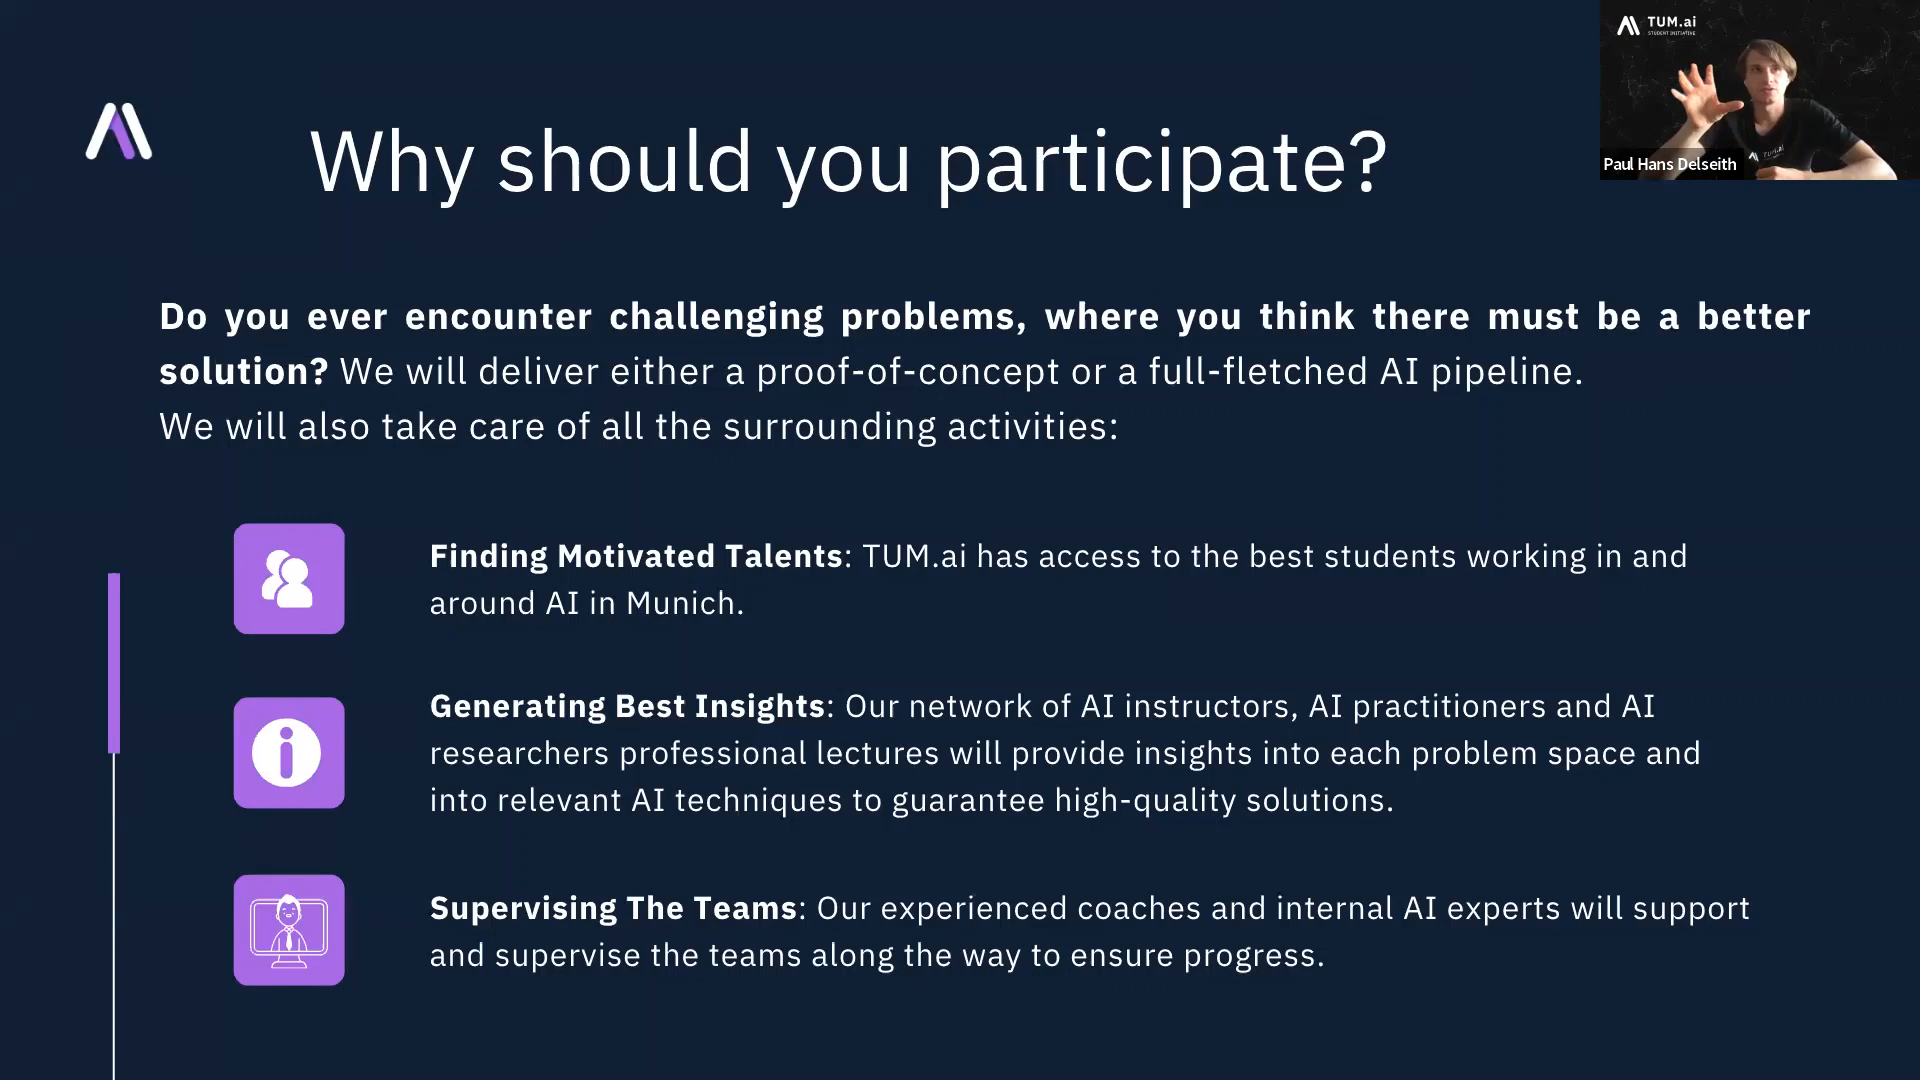 TUM.ai
STUDENT INITIATIVE
Paul Hans Delseith
Why should you participate?
Do you ever encounter challenging problems, where you think there must be a better
solution? We will deliver either a proof-of-concept or a full-fletched AI pipeline.
We will also take care of all the surrounding activities:
Finding Motivated Talents: TUM.ai has access to the best students working in and
around AI in Munich.
Generating Best Insights: Our network of AI instructors, AI practitioners and AI
researchers professional lectures will provide insights into each problem space and
into relevant AI techniques to guarantee high-quality solutions.
Supervising The Teams: Our experienced coaches and internal AI experts will support
and supervise the teams along the way to ensure progress.